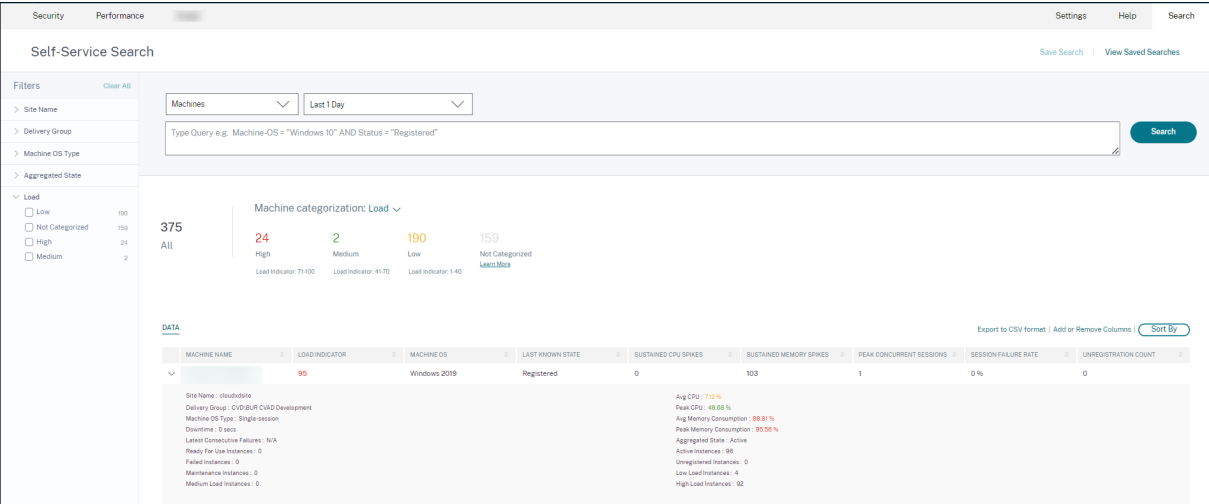 Security Performance
Settings Help Search
Self-Service Search
Save Search | View Saved Searches
Filters Clear All
Site Name
Delivery Group
Machine OS Type
Aggregated State
Load
Low 190
Not Categorized 159
High 24
Medium 2
Machines
Last 1 Day
Type Query e.g. Machine-OS = "Windows 10" AND Status = "Registered"
Search
375
All
Machine categorization: Load
24 2 190 159
High Medium Low Not Categorized
Load Indicator: 71-100 Load Indicator: 41-70 Load Indicator: 1-40 Learn More
DATA
Export to CSV format | Add or Remove Columns | Sort By
MACHINE NAME LOAD INDICATOR MACHINE OS LAST KNOWN STATE SUSTAINED CPU SPIKES SUSTAINED MEMORY SPIKES PEAK CONCURRENT SESSIONS SESSION FAILURE RATE UNREGISTRATION COUNT
95 Windows 2019 Registered 0 103 1 0 % 0
Site Name : cloudxdsite
Delivery Group : CVD\BUR CVAD Development
Machine OS Type : Single-session
Downtime : 0 secs
Latest Consecutive Failures : N/A
Ready For Use Instances : 0
Failed Instances : 0
Maintenance Instances : 0
Medium Load Instances : 0
Avg CPU : 7.12 %
Peak CPU : 48.68 %
Avg Memory Consumption : 88.81 %
Peak Memory Consumption : 95.56 %
Aggregated State : Active
Active Instances : 96
Unregistered Instances : 0
Low Load Instances : 4
High Load Instances : 92